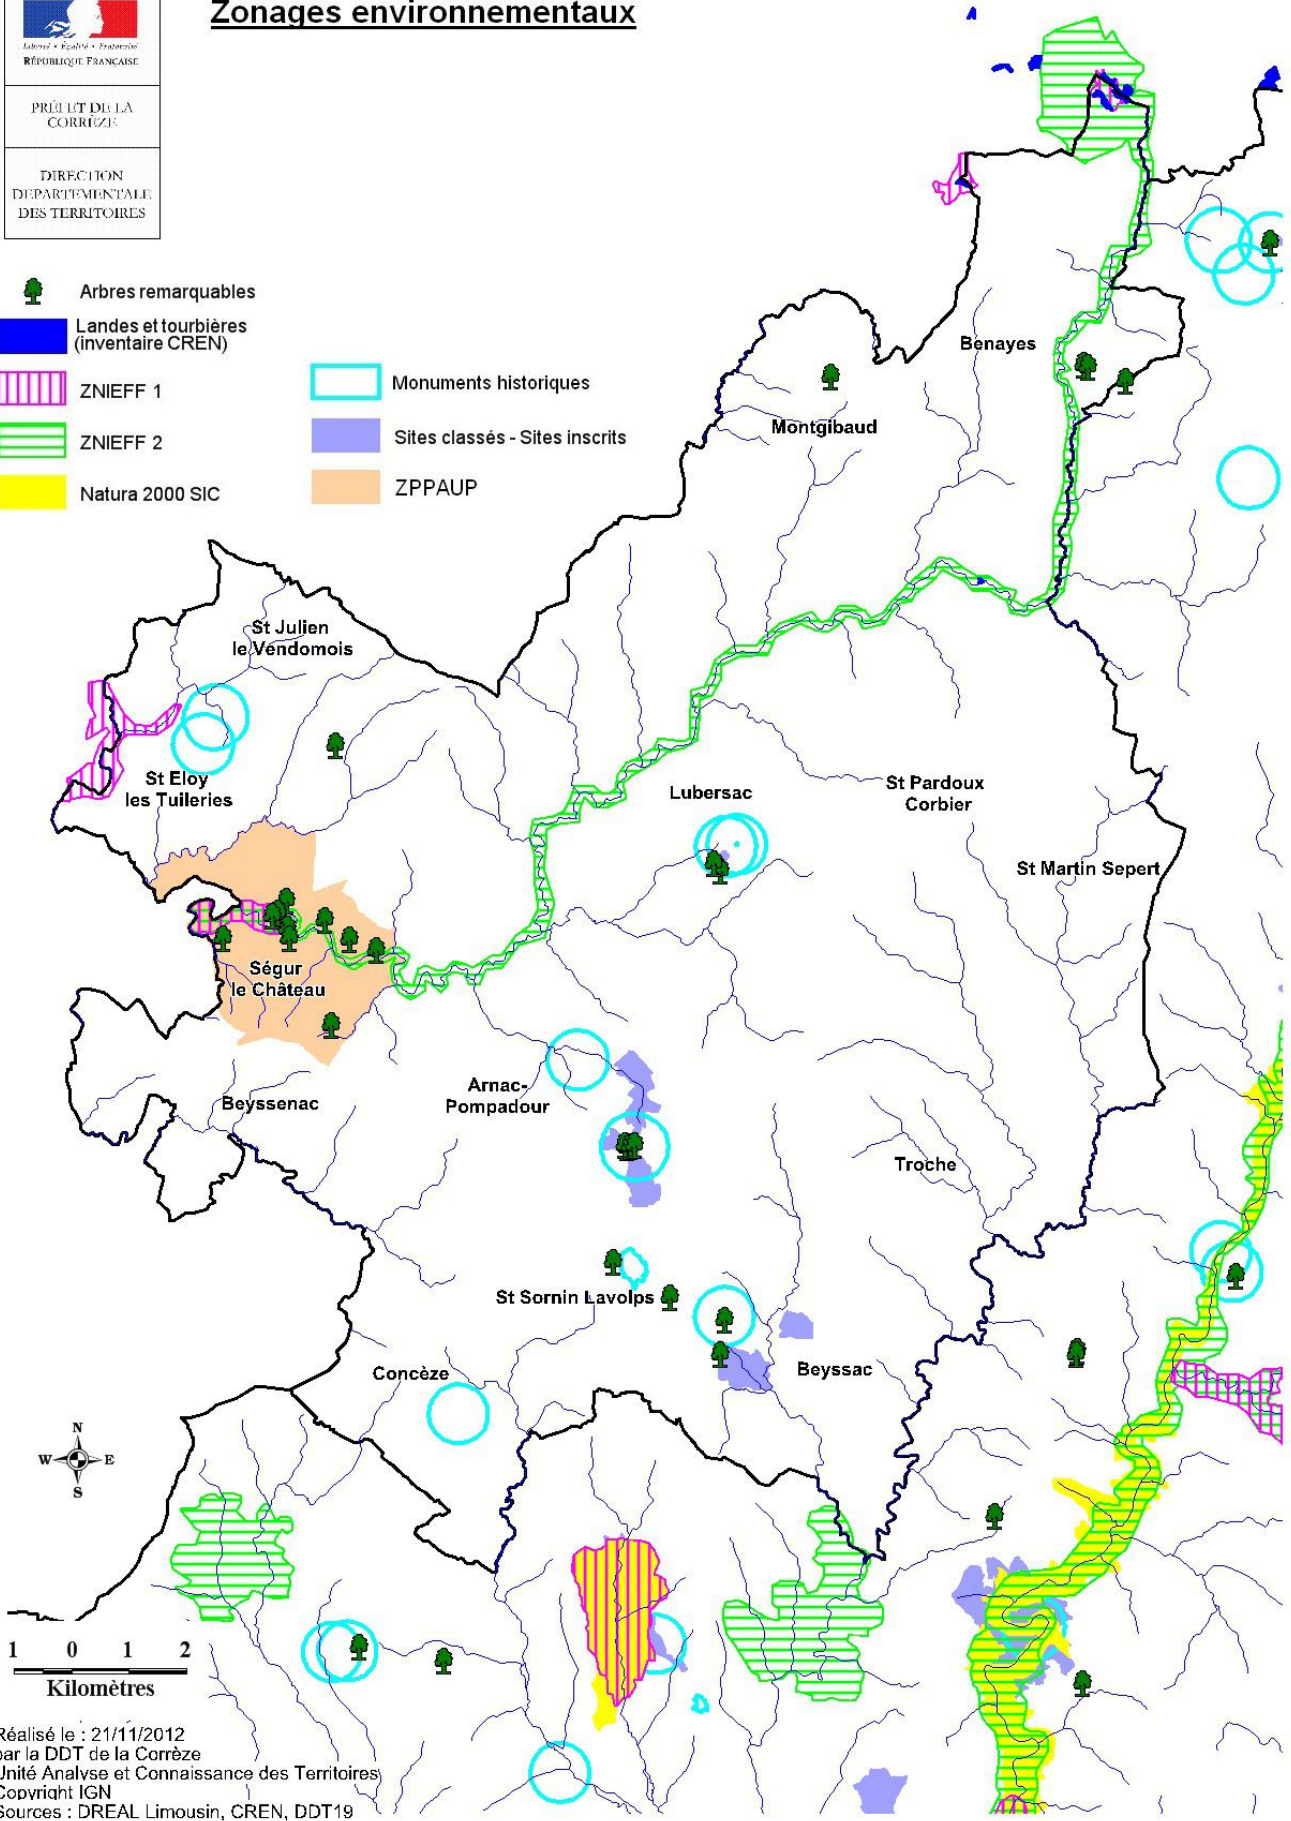 Zonages environnementaux
Liberté • Égalité • Fraternité
RÉPUBLIQUE FRANÇAISE
PRÉFET DE LA
CORRÈZE
DIRECTION
DEPARTEMENTALE
DES TERRITOIRES
Arbres remarquables
Landes et tourbières
(inventaire CREN)
ZNIEFF 1
ZNIEFF 2
Natura 2000 SIC
Monuments historiques
Sites classés - Sites inscrits
ZPPAUP
Benayes
Montgibaud
St Julien
le Vendomois
St Eloy
les Tuileries
Lubersac
St Pardoux
Corbier
St Martin Sepert
Ségur
le Château
Beyssenac
Arnac-
Pompadour
Troche
St Sornin Lavolps
Concèze
Beyssac
N
W E
S
1 0 1 2
Kilomètres
Réalisé le : 21/11/2012
par la DDT de la Corrèze
Unité Analyse et Connaissance des Territoires
Copyright IGN
Sources : DREAL Limousin, CREN, DDT19